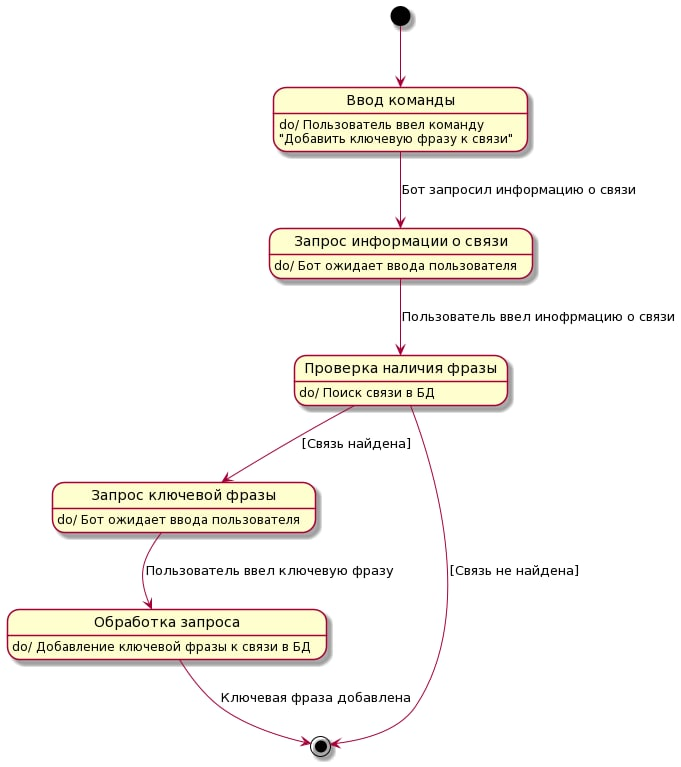 Ввод команды
do/ Пользователь ввел команду
"Добавить ключевую фразу к связи"
Бот запросил информацию о связи
Запрос информации о связи
do/ Бот ожидает ввода пользователя
Пользователь ввел инофрмацию о связи
Проверка наличия фразы
do/ Поиск связи в БД
[Связь найдена]
Запрос ключевой фразы
do/ Бот ожидает ввода пользователя
Пользователь ввел ключевую фразу
[Связь не найдена]
Обработка запроса
do/ Добавление ключевой фразы к связи в БД
Ключевая фраза добавлена